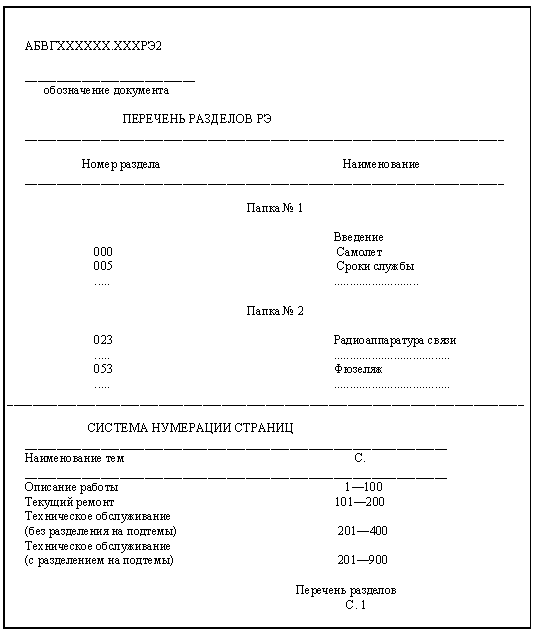 АБВГХХХХХХ.ХХХРЭ2
обозначение документа
ПЕРЕЧЕНЬ РАЗДЕЛОВ РЭ
Номер раздела Наименование
Папка № 1
Введение
000 Самолет
005 Сроки службы
..... ...........................
Папка № 2
023 Радиоаппаратура связи
..... .....................................
053 Фюзеляж
..... .....................................
СИСТЕМА НУМЕРАЦИИ СТРАНИЦ
Наименование тем С.
Описание работы 1—100
Текущий ремонт 101—200
Техническое обслуживание
(без разделения на подтемы) 201—400
Техническое обслуживание
(с разделением на подтемы) 201—900
Перечень разделов
С. 1